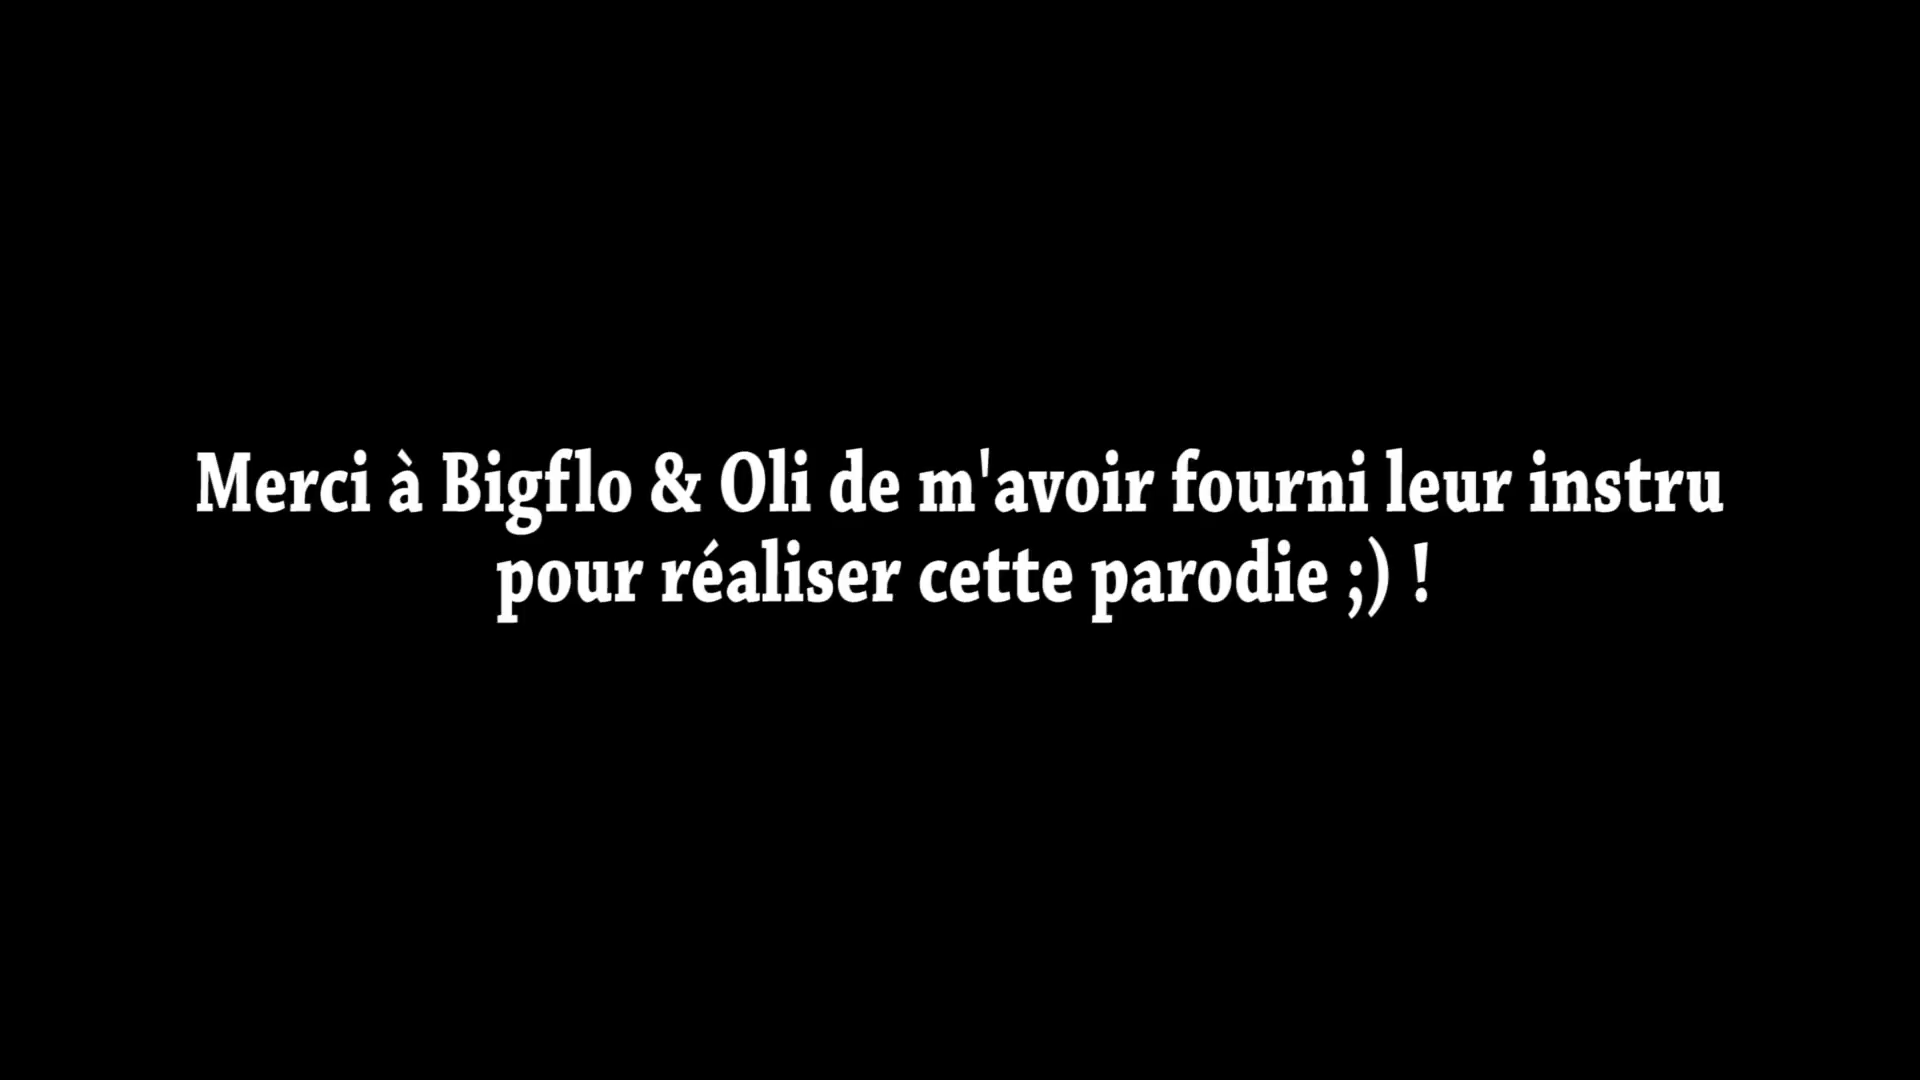 Merci à Bigflo & Oli de m'avoir fourni leur instru
pour réaliser cette parodie ;) !